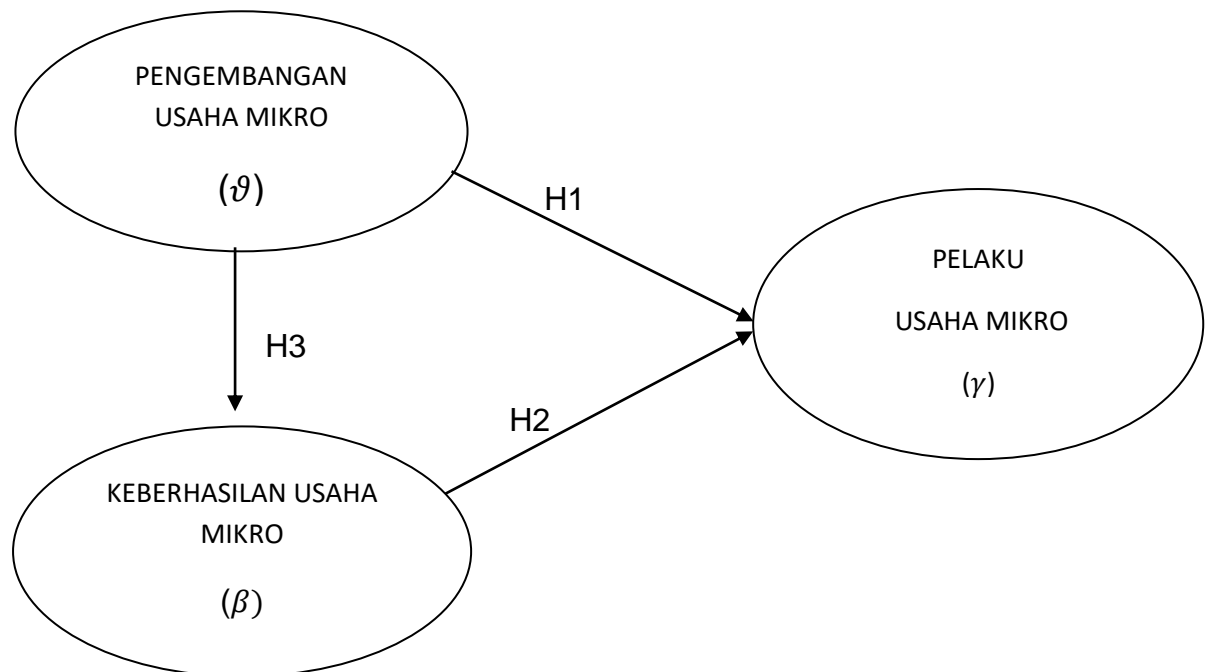 PENGEMBANGAN
USAHA MIKRO
(𝜗)
H1
PELAKU
USAHA MIKRO
(𝛾)
H3
H2
KEBERHASILAN USAHA
MIKRO
(𝛽)